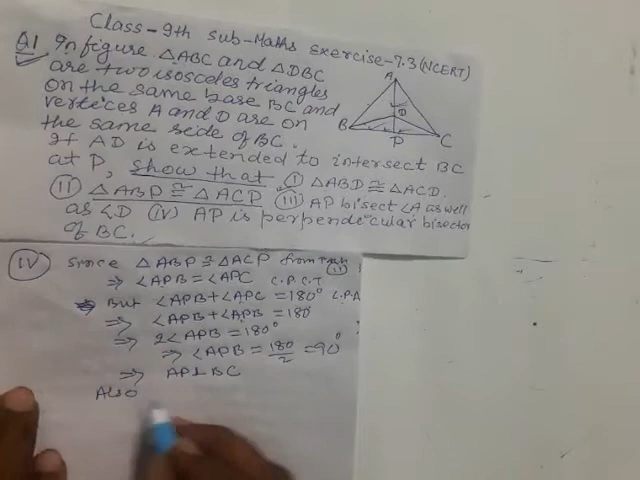 Class-9th Sub-Maths Exercise-7.3(NCERT)
Q1 In figure △ABC and △DBC
are two isosceles triangles
on the same base BC and
vertices A and D are on
the same side of BC.
If AD is extended to intersect BC
at P, show that (I) △ABD≅△ACD.
(II) △ABP≅△ACP (III) AP bisect ∠A as well
as ∠D (IV) AP is perpendicular bisector
of BC.
A
D
B
P
C
(IV) Since △ABP≅△ACP from (II)
⇒ ∠APB=∠APC C.P.C.T
But ∠APB+∠APC=180° L.P.A
⇒ ∠APB+∠APB=180°
⇒ 2∠APB=180°
⇒ ∠APB=180/2=90°
⇒ AP⊥BC
Also